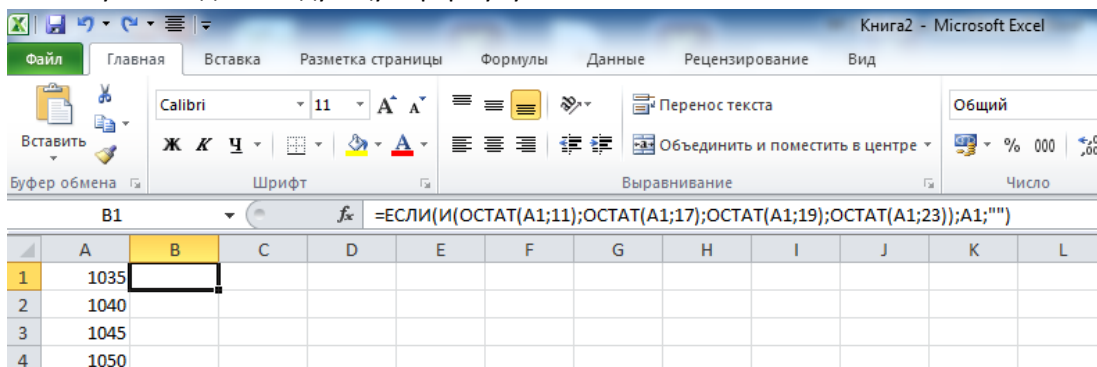 Книга2 - Microsoft Excel
Файл Главная Вставка Разметка страницы Формулы Данные Рецензирование Вид
Calibri 11 А А Перенос текста Общий
Вставить Ж К Ч А Объединить и поместить в центре % 000
Буфер обмена Шрифт Выравнивание Число
B1 fx =ЕСЛИ(И(ОСТАТ(A1;11);ОСТАТ(A1;17);ОСТАТ(A1;19);ОСТАТ(A1;23));A1;"")
A B C D E F G H I J K L
1 1035
2 1040
3 1045
4 1050